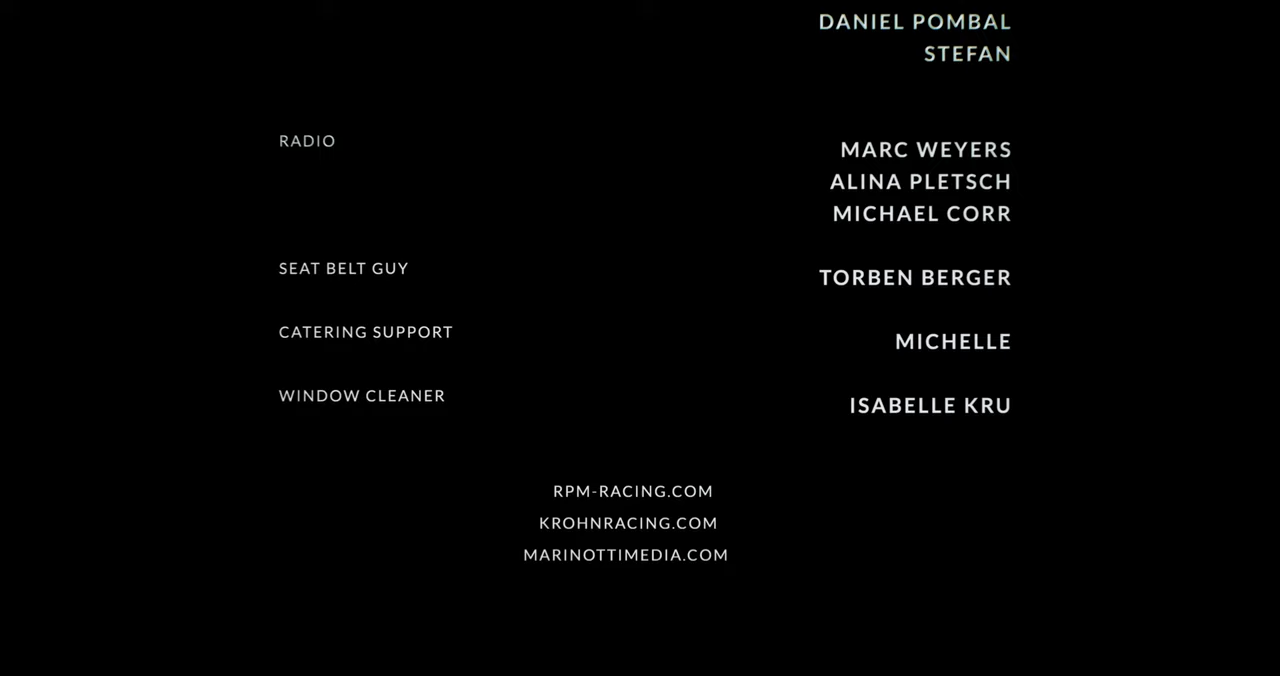 DANIEL POMBAL
STEFAN
RADIO
MARC WEYERS
ALINA PLETSCH
MICHAEL CORR
SEAT BELT GUY
TORBEN BERGER
CATERING SUPPORT
MICHELLE
WINDOW CLEANER
ISABELLE KRU
RPM-RACING.COM
KROHNRACING.COM
MARINOTTIMEDIA.COM